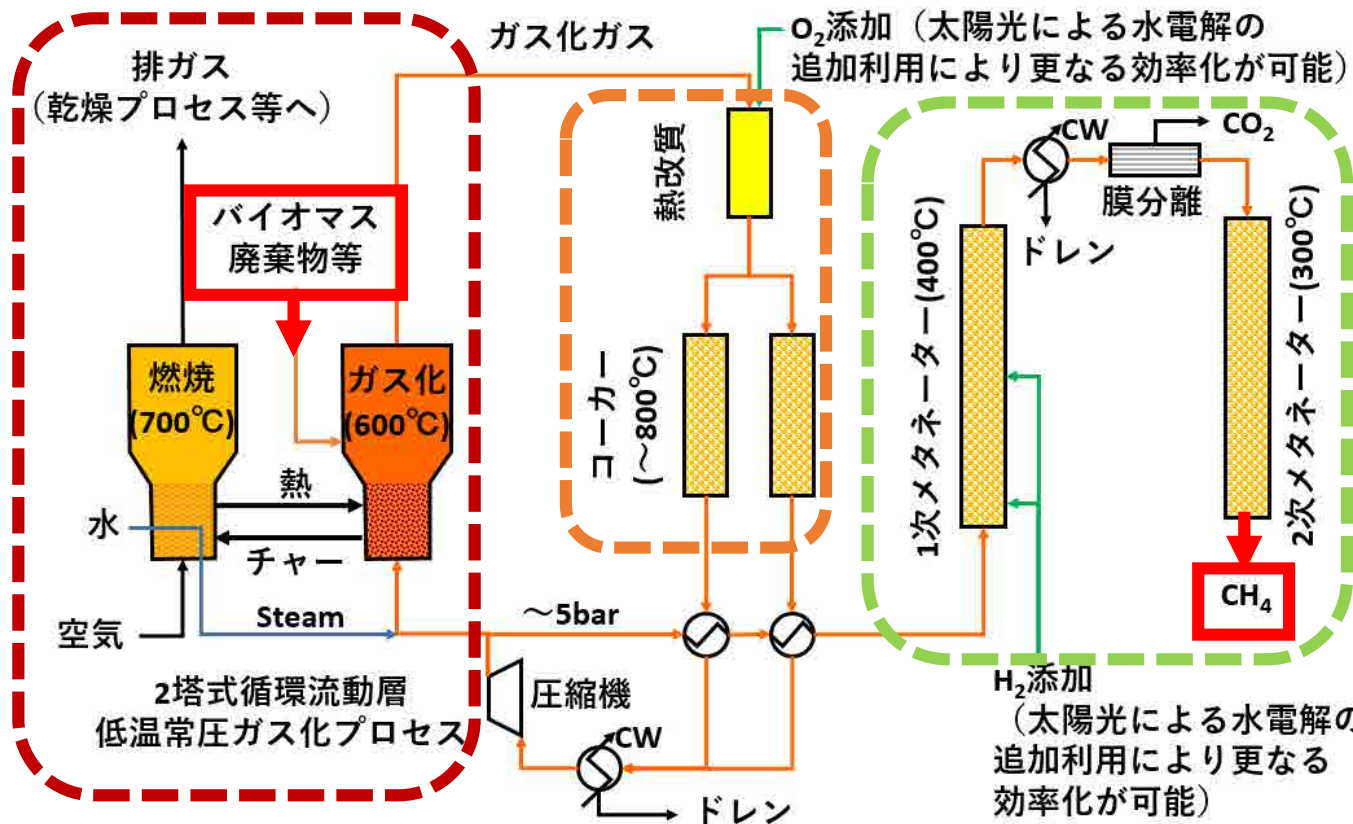 ガス化ガス
O₂添加（太陽光による水電解の
追加利用により更なる効率化が可能）
排ガス
（乾燥プロセス等へ）
バイオマス
廃棄物等
燃焼
(700℃)
ガス化
(600℃)
熱
チャー
水
空気
Steam
2塔式循環流動層
低温常圧ガス化プロセス
熱改質
コーカー
(～800℃)
～5bar
圧縮機
CW
ドレン
1次メタネーター(400℃)
CW
ドレン
膜分離
CO₂
2次メタネーター(300℃)
CH₄
H₂添加
（太陽光による水電解の
追加利用により更なる
効率化が可能）